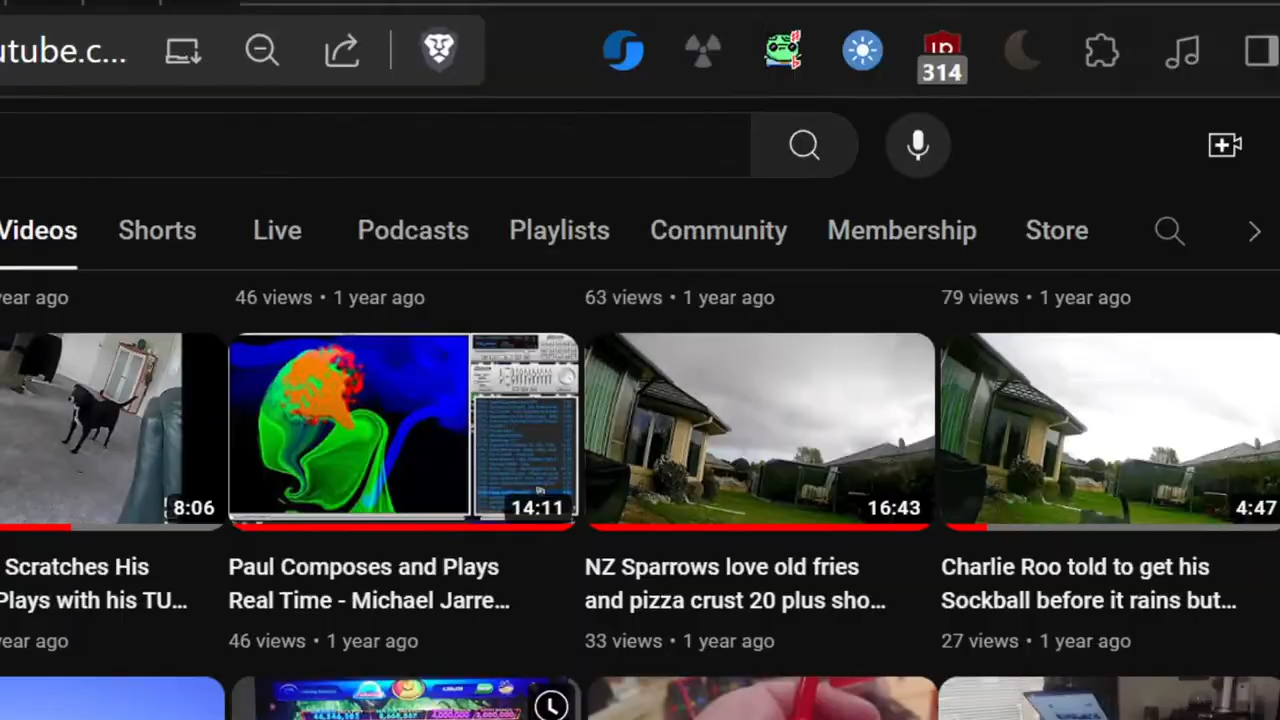 utube.c...
314
Videos Shorts Live Podcasts Playlists Community Membership Store
year ago 46 views • 1 year ago 63 views • 1 year ago 79 views • 1 year ago
8:06 14:11 16:43 4:47
Scratches His Paul Composes and Plays NZ Sparrows love old fries Charlie Roo told to get his
Plays with his TU... Real Time - Michael Jarre... and pizza crust 20 plus sho... Sockball before it rains but...
year ago 46 views • 1 year ago 33 views • 1 year ago 27 views • 1 year ago